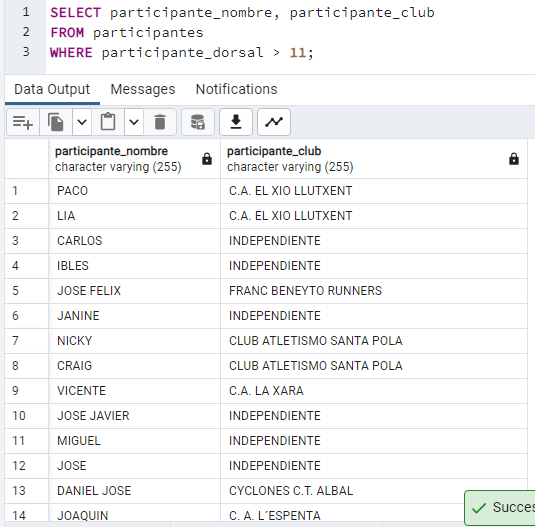 1 SELECT participante_nombre, participante_club
2 FROM participantes
3 WHERE participante_dorsal > 11;
Data Output Messages Notifications
participante_nombre participante_club
character varying (255) character varying (255)
1 PACO C.A. EL XIO LLUTXENT
2 LIA C.A. EL XIO LLUTXENT
3 CARLOS INDEPENDIENTE
4 IBLES INDEPENDIENTE
5 JOSE FELIX FRANC BENEYTO RUNNERS
6 JANINE INDEPENDIENTE
7 NICKY CLUB ATLETISMO SANTA POLA
8 CRAIG CLUB ATLETISMO SANTA POLA
9 VICENTE C.A. LA XARA
10 JOSE JAVIER INDEPENDIENTE
11 MIGUEL INDEPENDIENTE
12 JOSE INDEPENDIENTE
13 DANIEL JOSE CYCLONES C.T. ALBAL
14 JOAQUIN C. A. L´ESPENTA
Succes